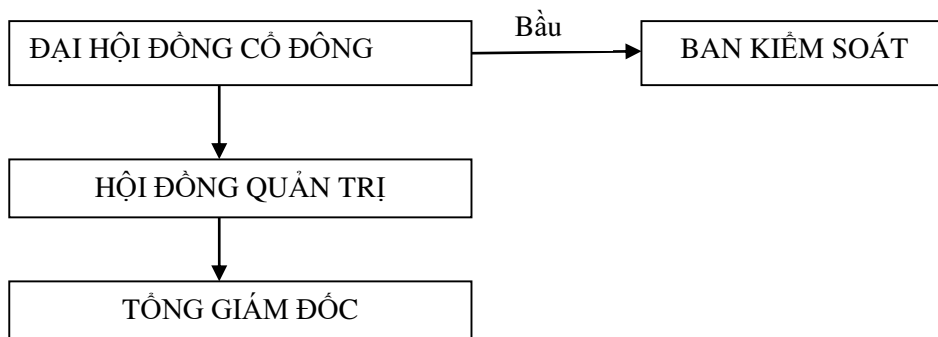 ĐẠI HỘI ĐỒNG CỔ ĐÔNG
Bầu
BAN KIỂM SOÁT
HỘI ĐỒNG QUẢN TRỊ
TỔNG GIÁM ĐỐC